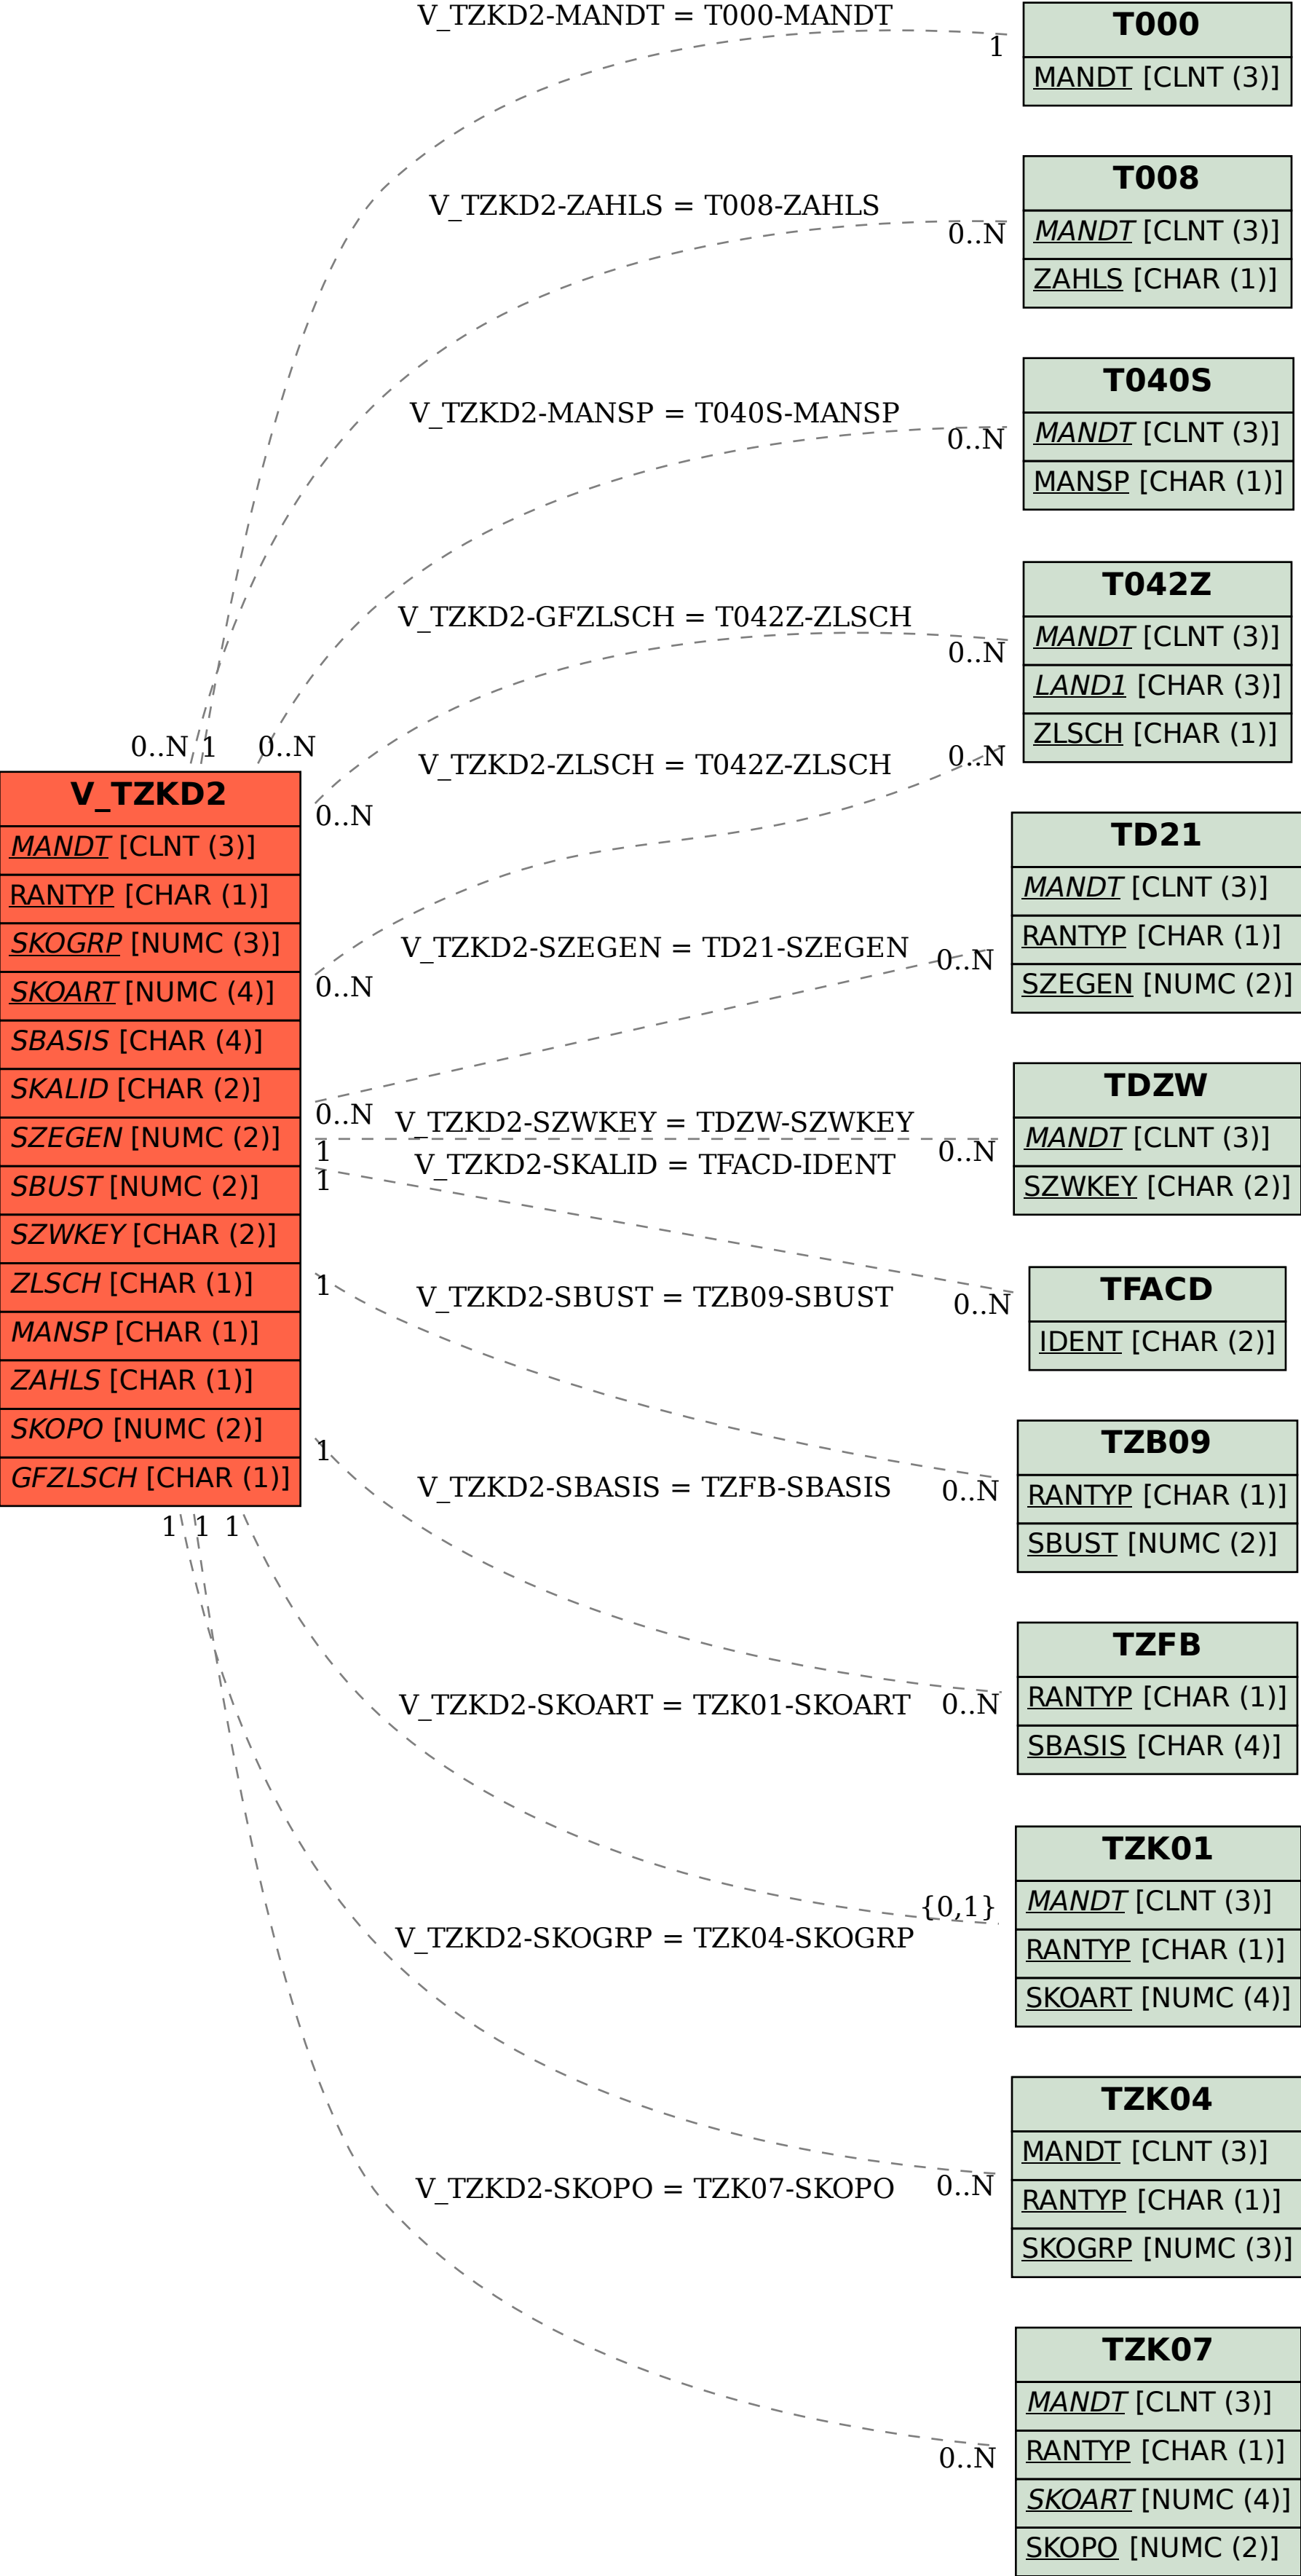 V_TZKD2-MANDT = T000-MANDT
1
T000
MANDT [CLNT (3)]
V_TZKD2-ZAHLS = T008-ZAHLS
0..N
T008
MANDT [CLNT (3)]
ZAHLS [CHAR (1)]
V_TZKD2-MANSP = T040S-MANSP
0..N
T040S
MANDT [CLNT (3)]
MANSP [CHAR (1)]
V_TZKD2-GFZLSCH = T042Z-ZLSCH
0..N
T042Z
MANDT [CLNT (3)]
LAND1 [CHAR (3)]
ZLSCH [CHAR (1)]
0..N
1
0..N
V_TZKD2-ZLSCH = T042Z-ZLSCH
0..N
V_TZKD2
MANDT [CLNT (3)]
RANTYP [CHAR (1)]
SKOGRP [NUMC (3)]
SKOART [NUMC (4)]
SBASIS [CHAR (4)]
SKALID [CHAR (2)]
SZEGEN [NUMC (2)]
SBUST [NUMC (2)]
SZWKEY [CHAR (2)]
ZLSCH [CHAR (1)]
MANSP [CHAR (1)]
ZAHLS [CHAR (1)]
SKOPO [NUMC (2)]
GFZLSCH [CHAR (1)]
0..N
0..N
0..N
1
1
1
1
1
1
1
V_TZKD2-SZEGEN = TD21-SZEGEN
0..N
TD21
MANDT [CLNT (3)]
RANTYP [CHAR (1)]
SZEGEN [NUMC (2)]
V_TZKD2-SZWKEY = TDZW-SZWKEY
0..N
TDZW
MANDT [CLNT (3)]
SZWKEY [CHAR (2)]
V_TZKD2-SKALID = TFACD-IDENT
0..N
TFACD
IDENT [CHAR (2)]
V_TZKD2-SBUST = TZB09-SBUST
0..N
TZB09
RANTYP [CHAR (1)]
SBUST [NUMC (2)]
V_TZKD2-SBASIS = TZFB-SBASIS
0..N
TZFB
RANTYP [CHAR (1)]
SBASIS [CHAR (4)]
V_TZKD2-SKOART = TZK01-SKOART
{0,1}
TZK01
MANDT [CLNT (3)]
RANTYP [CHAR (1)]
SKOART [NUMC (4)]
V_TZKD2-SKOGRP = TZK04-SKOGRP
0..N
TZK04
MANDT [CLNT (3)]
RANTYP [CHAR (1)]
SKOGRP [NUMC (3)]
V_TZKD2-SKOPO = TZK07-SKOPO
0..N
TZK07
MANDT [CLNT (3)]
RANTYP [CHAR (1)]
SKOART [NUMC (4)]
SKOPO [NUMC (2)]